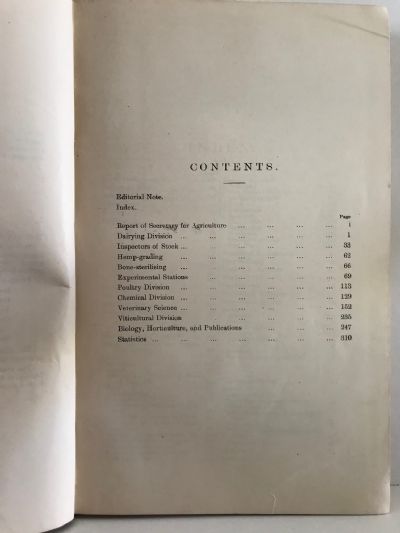 CONTENTS.
Editorial Note.
Index.
Page
Report of Secretary for Agriculture ... ... ... ... i
Dairying Division ... ... ... ... ... ... 1
Inspectors of Stock ... ... ... ... ... ... 33
Hemp-grading ... ... ... ... ... ... 62
Bone-sterilising ... ... ... ... ... ... 66
Experimental Stations ... ... ... ... ... 69
Poultry Division ... ... ... ... ... ... 113
Chemical Division ... ... ... ... ... ... 129
Veterinary Science ... ... ... ... ... ... 152
Viticultural Division ... ... ... ... ... 235
Biology, Horticulture, and Publications ... ... ... 247
Statistics ... ... ... ... ... ... ... 310